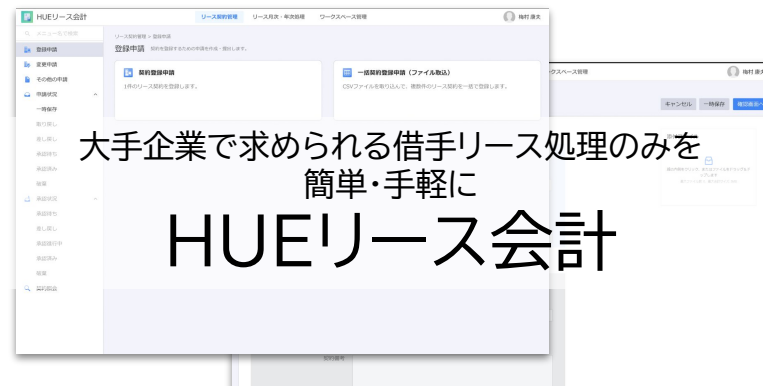 HUEリース会計
リース契約管理
リース月次・年次処理
ワークスペース管理
梅村 康夫
メニュー名で検索
リース契約管理 > 登録申請
登録申請
登録申請 契約を登録するための申請を作成・提出します。
変更申請
その他の申請
契約登録申請
1件のリース契約を登録します。
一括契約登録申請（ファイル取込）
CSVファイルを取り込んで、複数件のリース契約を一括で登録します。
ワークスペース管理
梅村 康夫
キャンセル
一時保存
申請状況
一時保存
取り戻し
差し戻し
承認待ち
承認済み
破棄
大手企業で求められる借手リース処理のみを
簡単・手軽に
HUEリース会計
承認状況
承認待ち
差し戻し
承認済み
契約照会
契約番号